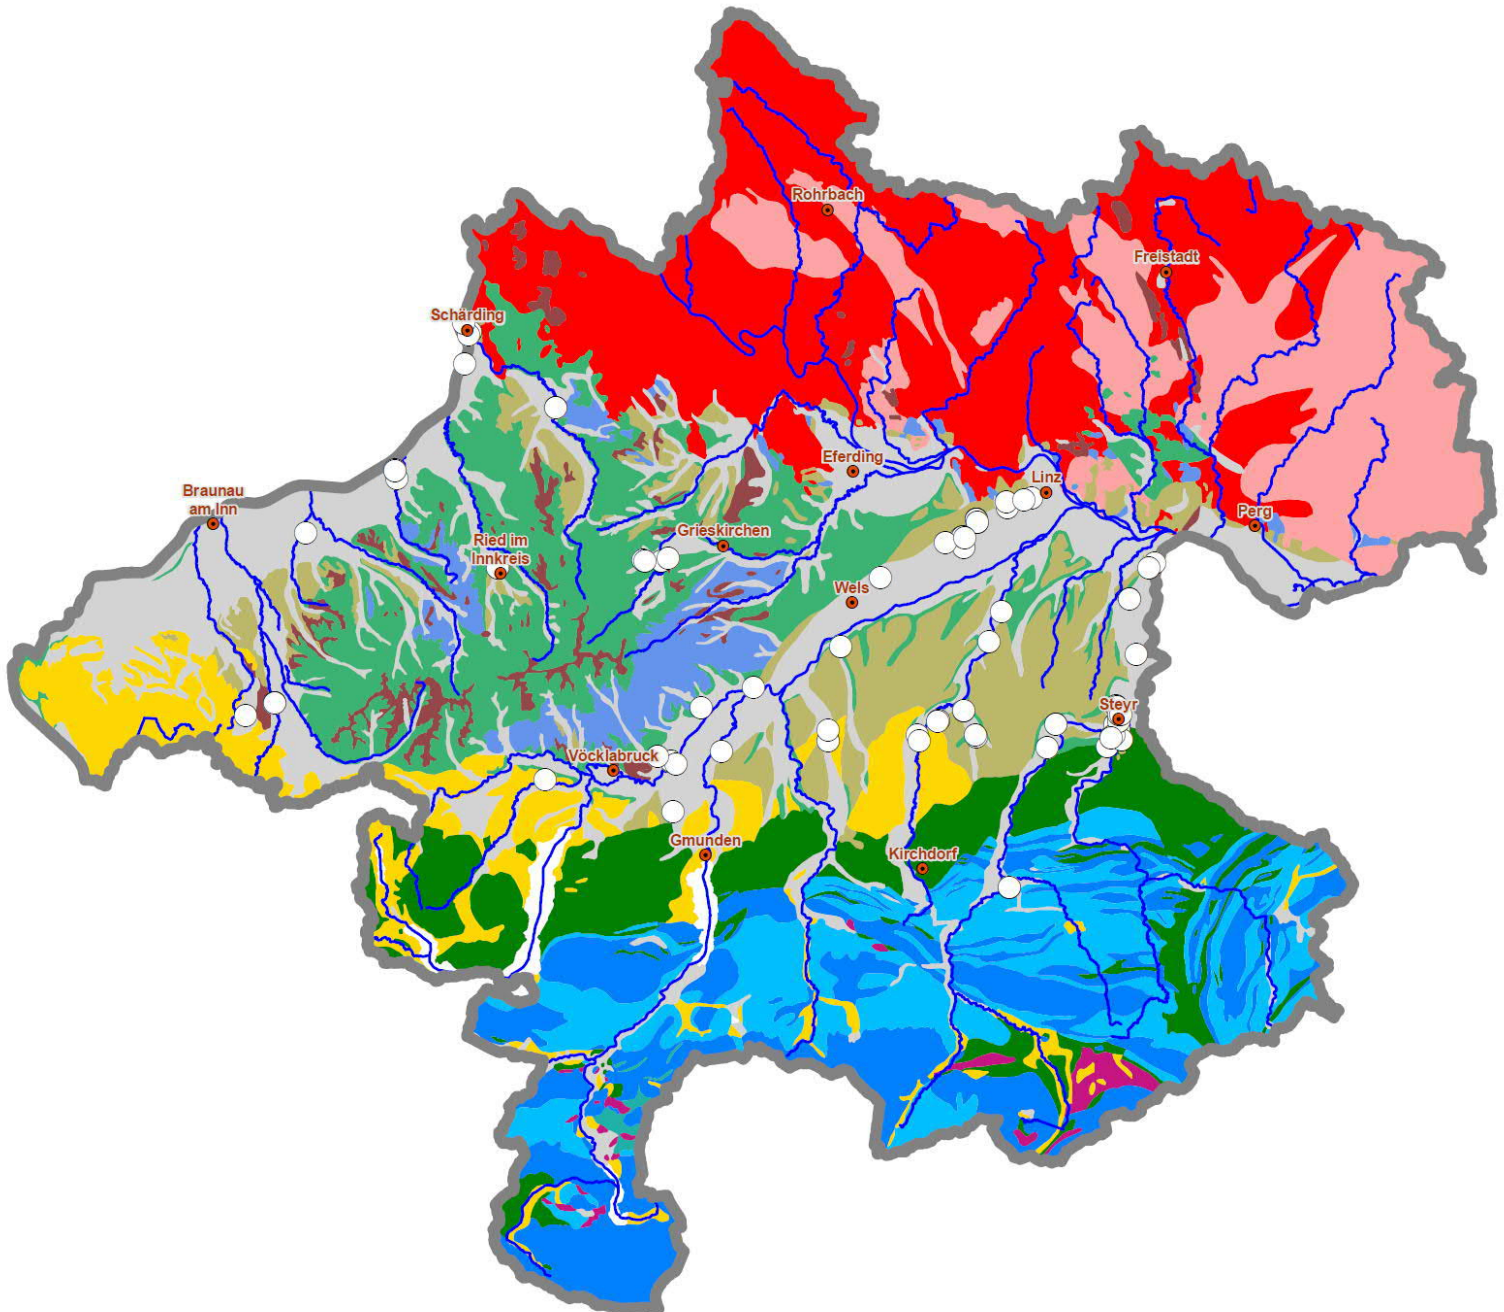 Rohrbach
Freistadt
Schärding
Eferding
Linz
Braunau
am Inn
Perg
Grieskirchen
Ried im
Innkreis
Wels
Steyr
Vöcklabruck
Gmunden
Kirchdorf